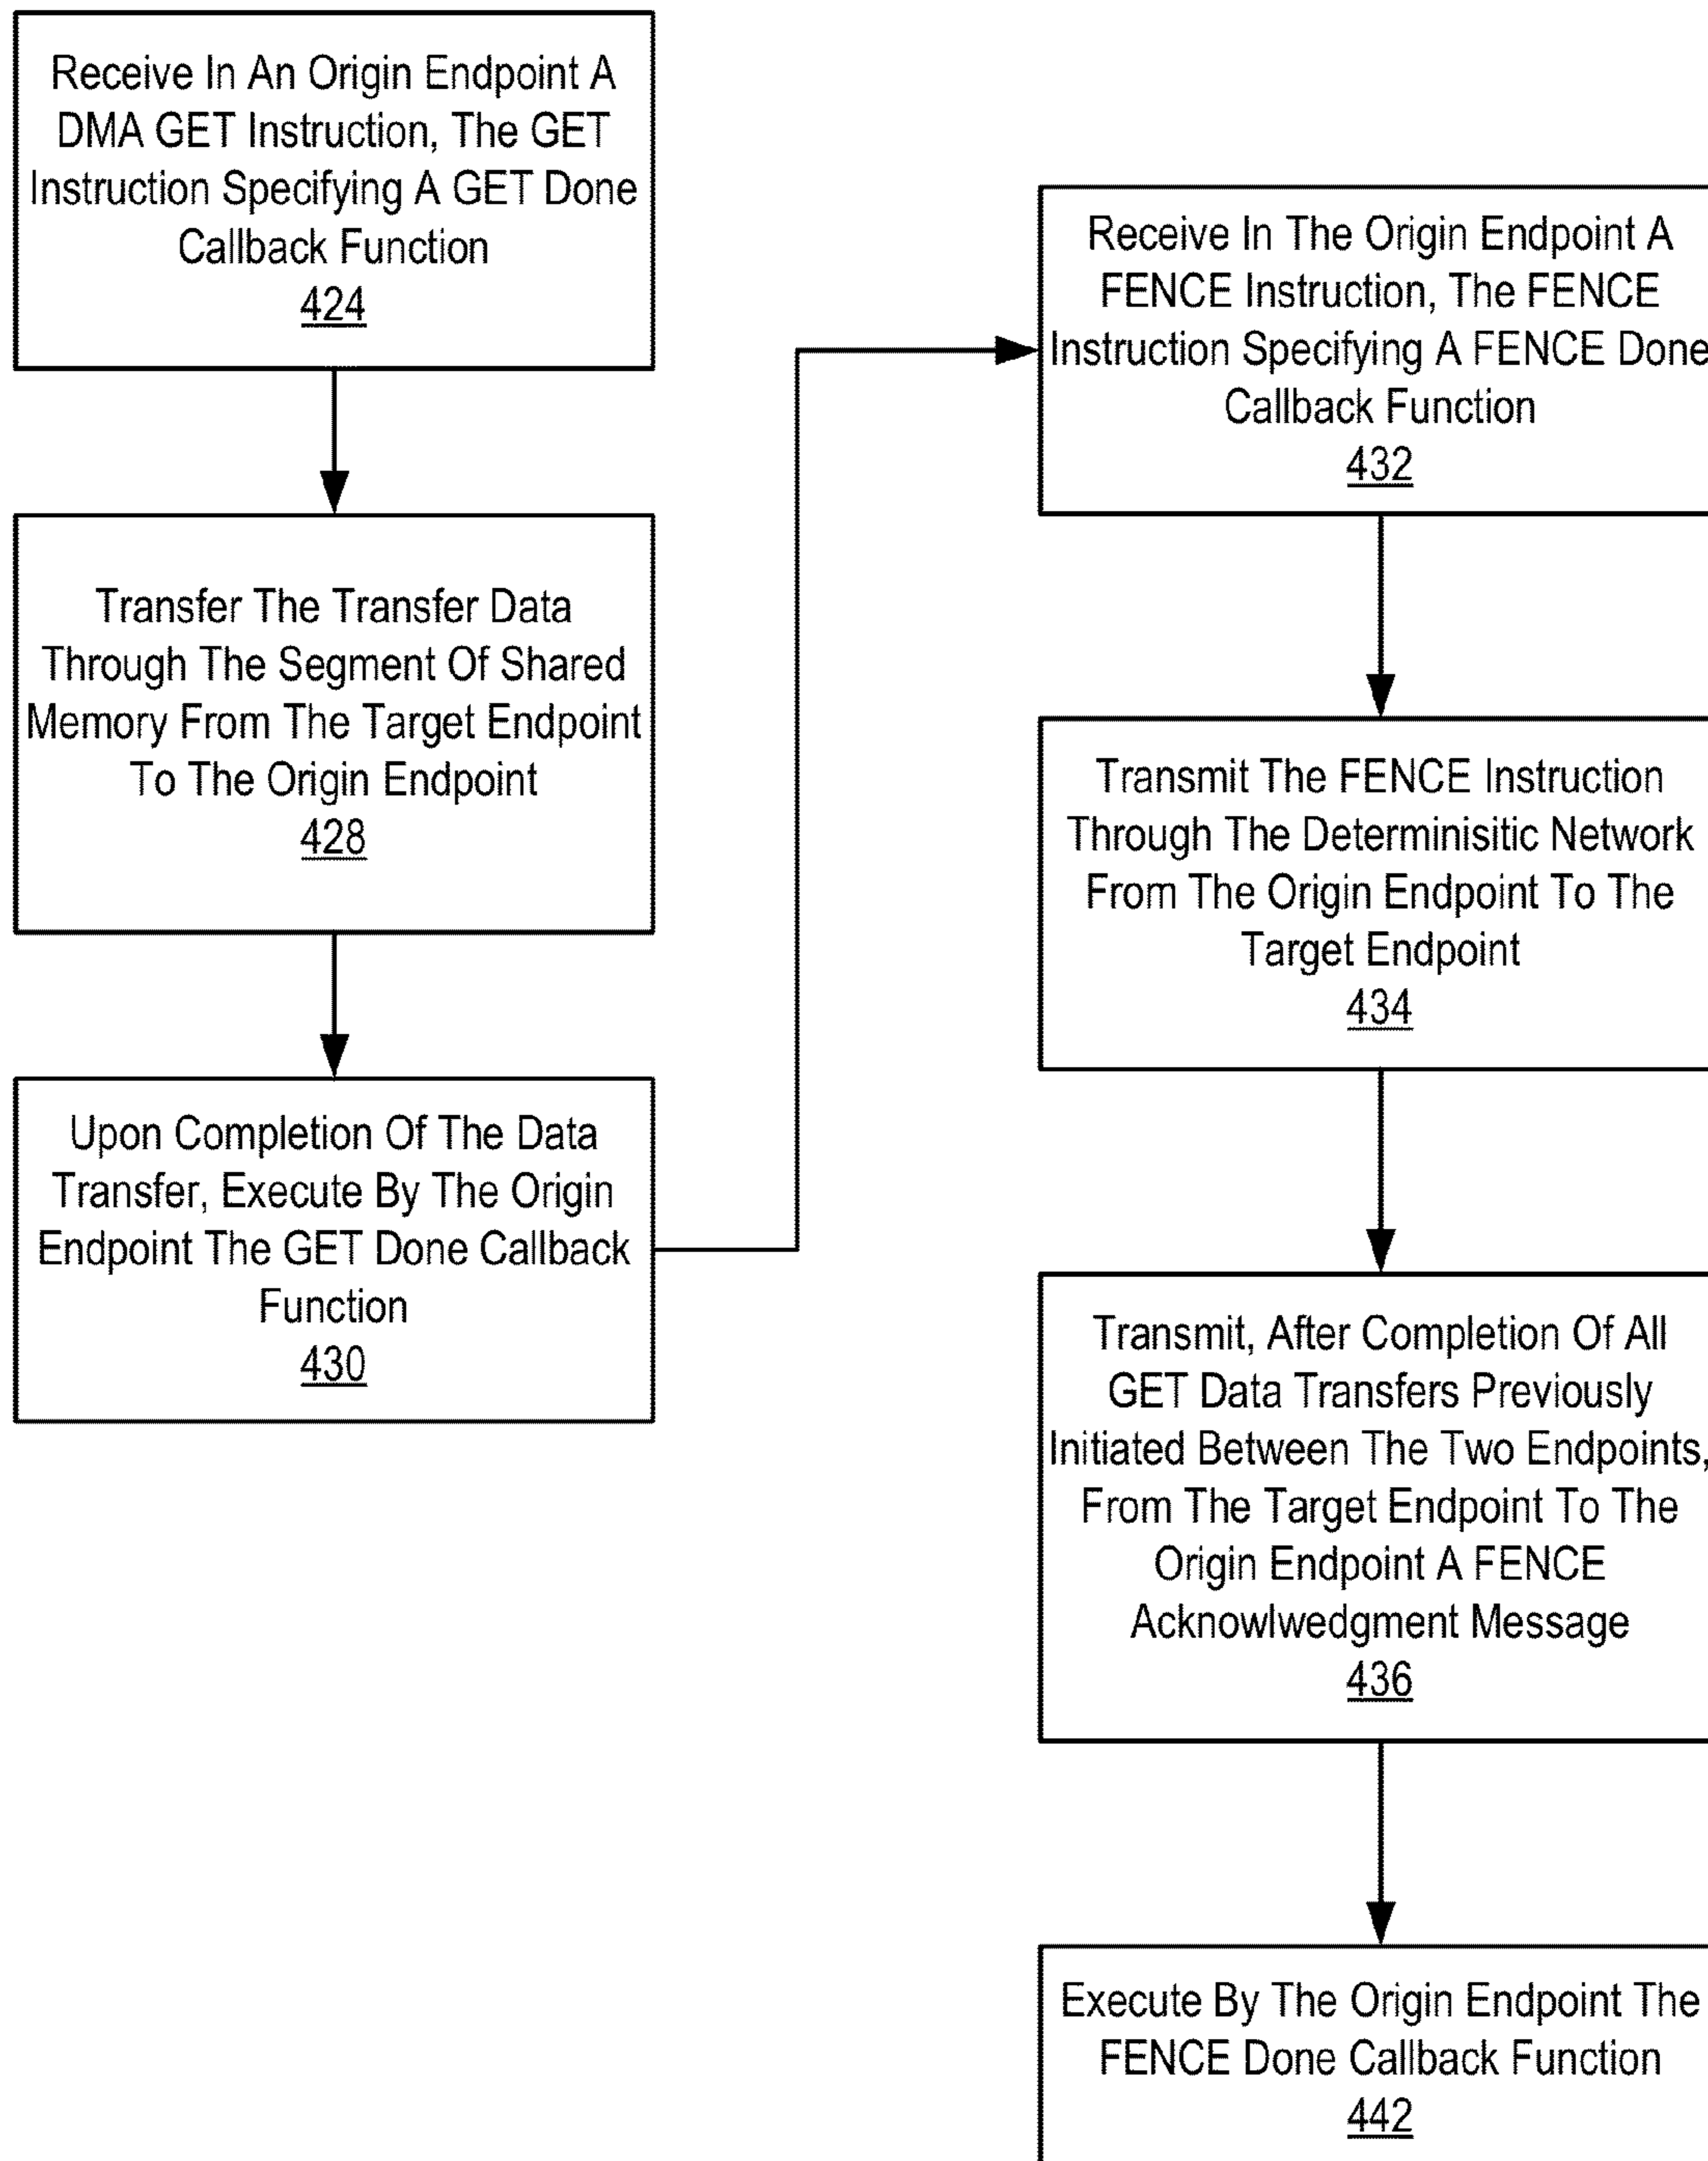 Receive In An Origin Endpoint A
DMA GET Instruction, The GET
Instruction Specifying A GET Done
Callback Function
424
Transfer The Transfer Data
Through The Segment Of Shared
Memory From The Target Endpoint
To The Origin Endpoint
428
Upon Completion Of The Data
Transfer, Execute By The Origin
Endpoint The GET Done Callback
Function
430
Receive In The Origin Endpoint A
FENCE Instruction, The FENCE
Instruction Specifying A FENCE Done
Callback Function
432
Transmit The FENCE Instruction
Through The Determinisitic Network
From The Origin Endpoint To The
Target Endpoint
434
Transmit, After Completion Of All
GET Data Transfers Previously
Initiated Between The Two Endpoints,
From The Target Endpoint To The
Origin Endpoint A FENCE
Acknowlwedgment Message
436
Execute By The Origin Endpoint The
FENCE Done Callback Function
442